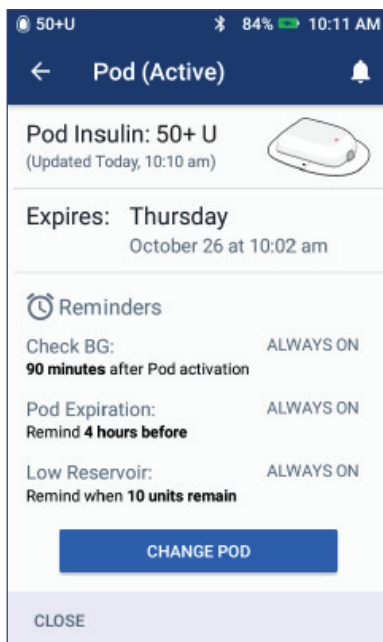 50+U 84% 10:11 AM
Pod (Active)
Pod Insulin: 50+ U
(Updated Today, 10:10 am)
Expires: Thursday
October 26 at 10:02 am
Reminders
Check BG: ALWAYS ON
90 minutes after Pod activation
Pod Expiration: ALWAYS ON
Remind 4 hours before
Low Reservoir: ALWAYS ON
Remind when 10 units remain
CHANGE POD
CLOSE